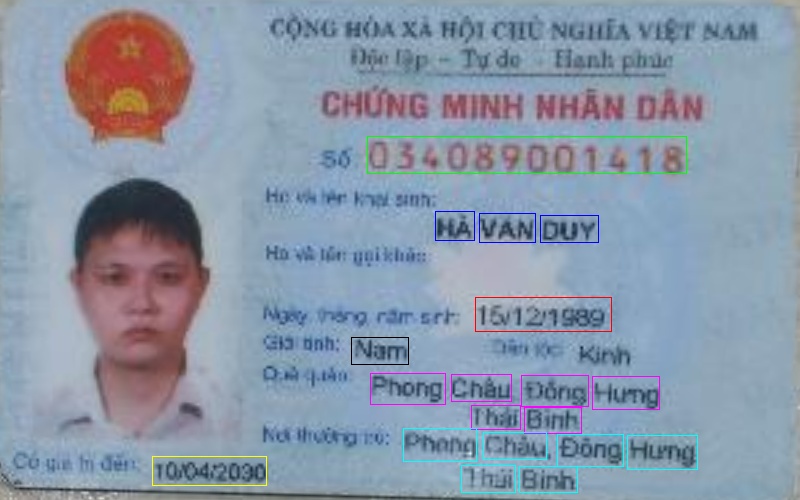 CỘNG HÒA XÃ HỘI CHỦ NGHĨA VIỆT NAM
Độc lập - Tự do - Hạnh phúc
CHỨNG MINH NHÂN DÂN
Số 034089001418
Họ và tên khai sinh:
HÀ VĂN DUY
Họ và tên gọi khác:
Ngày, tháng, năm sinh: 15/12/1989
Giới tính: Nam Dân tộc: Kinh
Quê quán: Phong Châu, Đông Hưng
Thái Bình
Nơi thường trú: Phong Châu, Đông Hưng
Thái Bình
Có giá trị đến: 10/04/2030